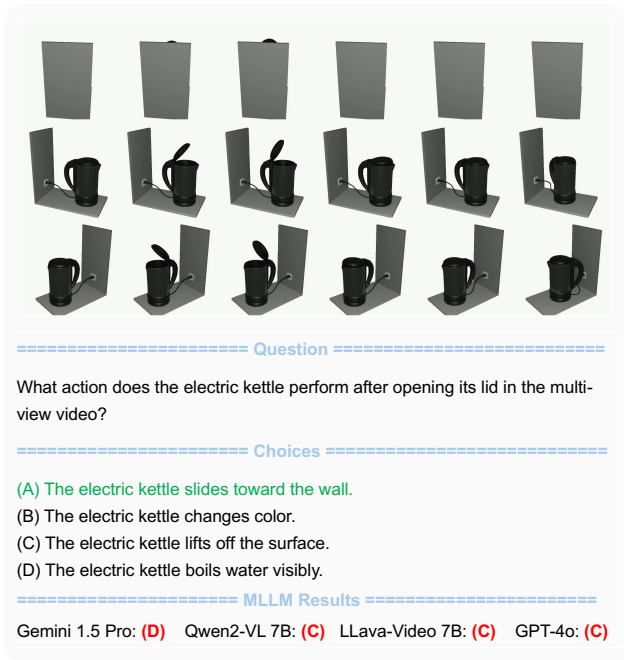 ====================== Question ==========================
What action does the electric kettle perform after opening its lid in the multi-
view video?
====================== Choices ===========================
(A) The electric kettle slides toward the wall.
(B) The electric kettle changes color.
(C) The electric kettle lifts off the surface.
(D) The electric kettle boils water visibly.
===================== MLLM Results ======================
Gemini 1.5 Pro: (D) Qwen2-VL 7B: (C) LLava-Video 7B: (C) GPT-4o: (C)